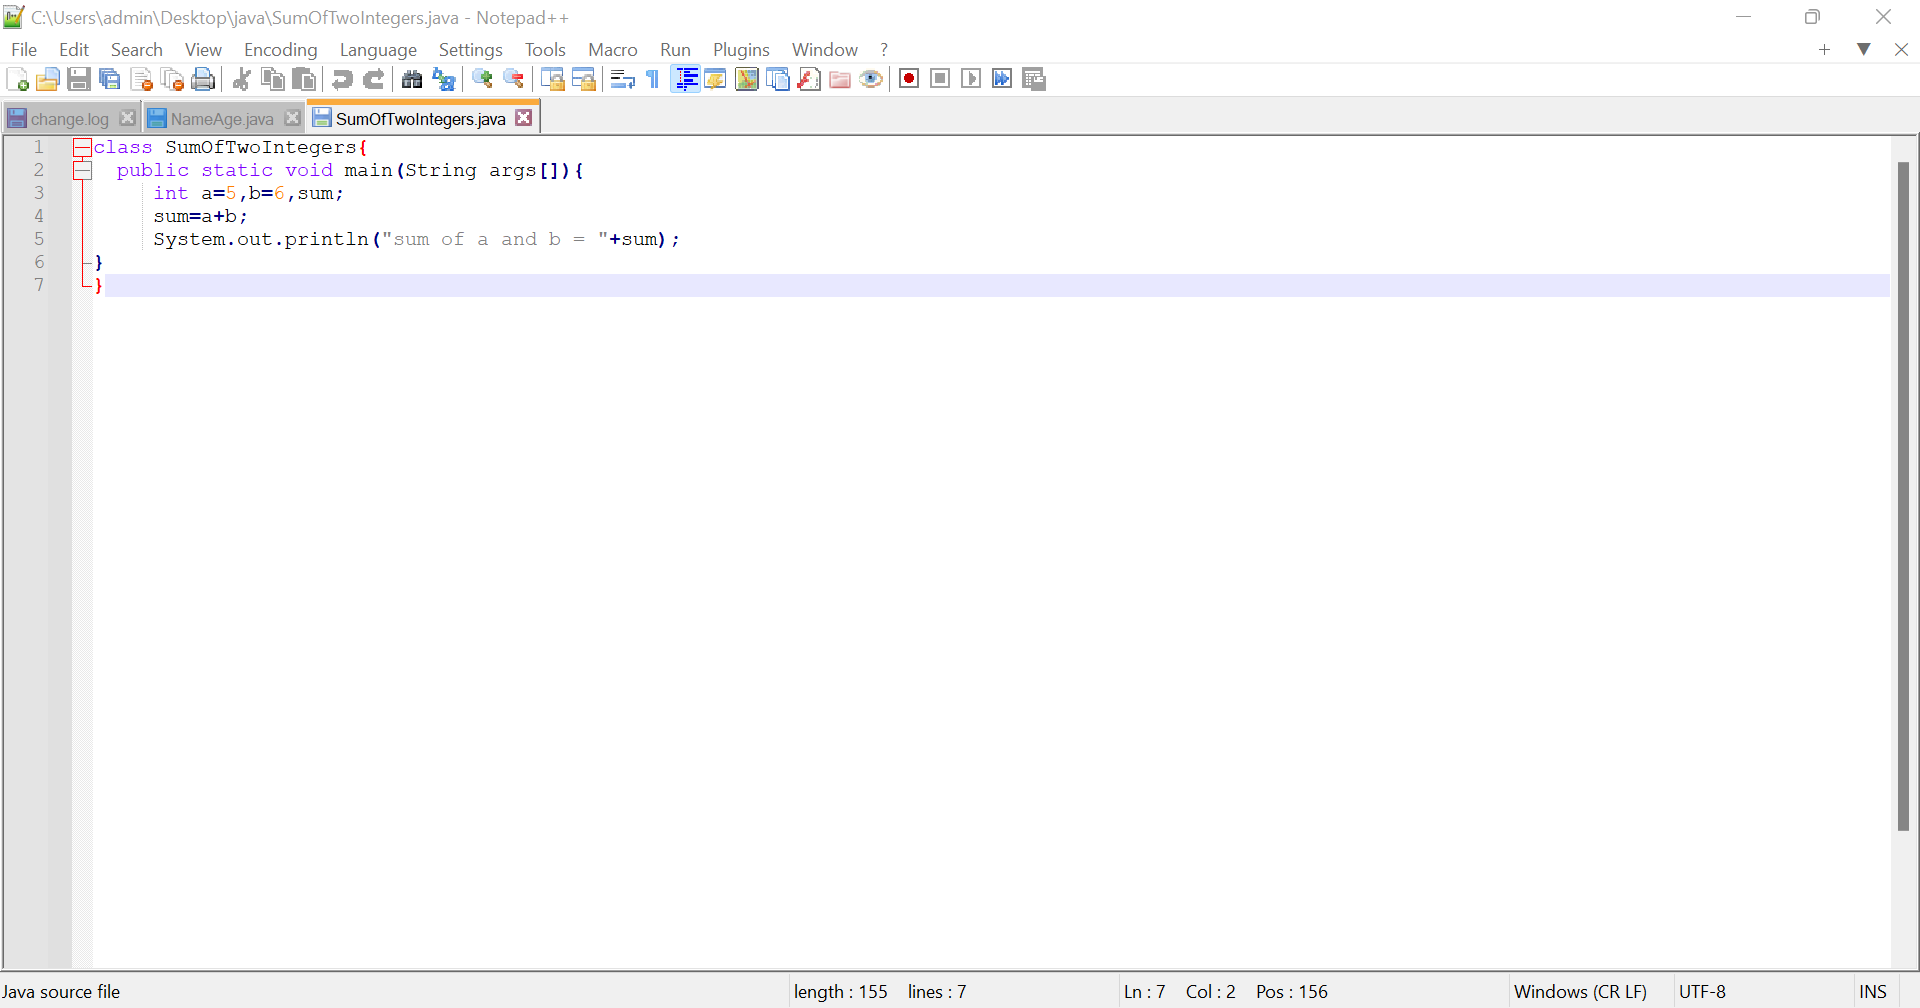 C:\Users\admin\Desktop\java\SumOfTwoIntegers.java - Notepad++
File Edit Search View Encoding Language Settings Tools Macro Run Plugins Window ?
change.log NameAge.java SumOfTwoIntegers.java
1 class SumOfTwoIntegers{
2 public static void main(String args[]){
3 int a=5,b=6,sum;
4 sum=a+b;
5 System.out.println("sum of a and b = "+sum);
6 }
7 }
Java source file length : 155 lines : 7 Ln : 7 Col : 2 Pos : 156 Windows (CR LF) UTF-8 INS